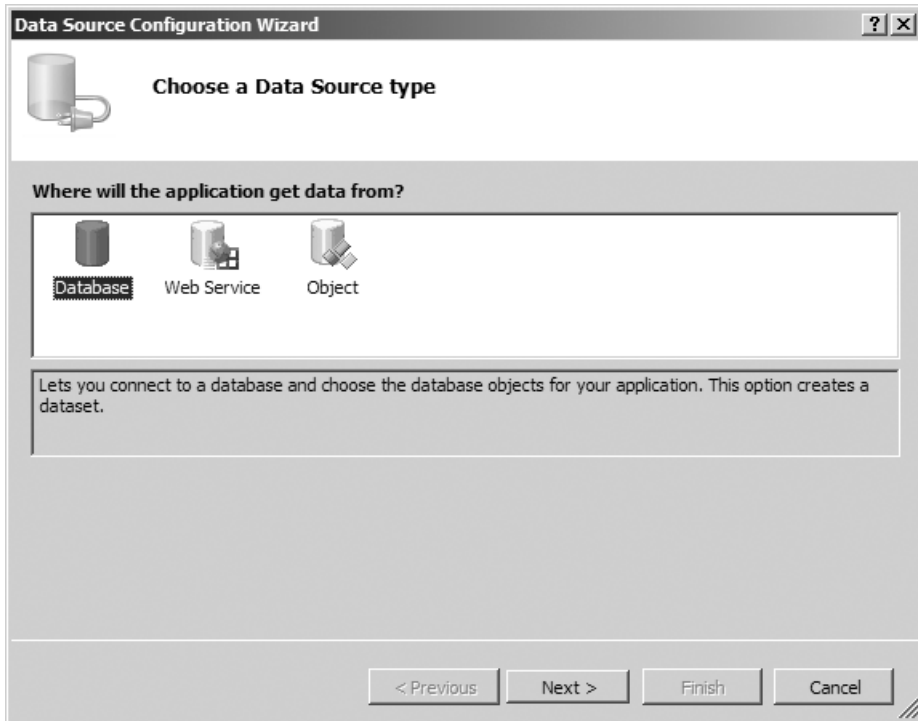 Data Source Configuration Wizard
Choose a Data Source type
Where will the application get data from?
Database Web Service Object
Lets you connect to a database and choose the database objects for your application. This option creates a
dataset.
< Previous Next > Finish Cancel